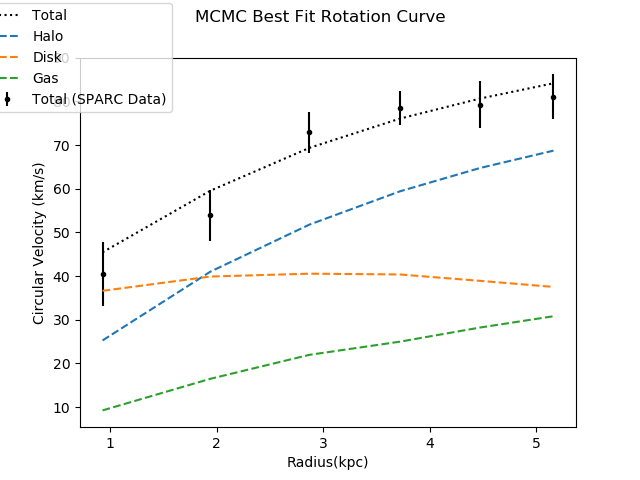 MCMC Best Fit Rotation Curve
Total
Halo
Disk
Gas
Total (SPARC Data)
Circular Velocity (km/s)
70
60
50
40
30
20
10
1 2 3 4 5
Radius(kpc)